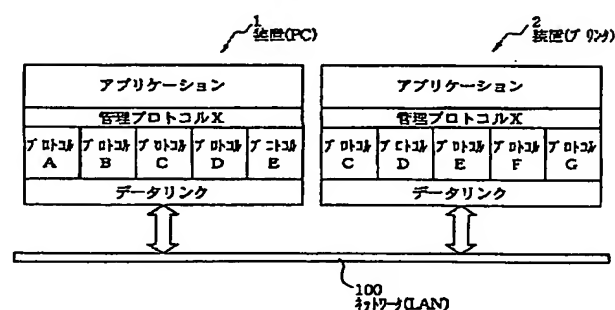 1
装置(PC)
2
装置(プリンタ)
アプリケーション
管理プロトコルX
プロトコル プロトコル プロトコル プロトコル プロトコル
A B C D E
データリンク
アプリケーション
管理プロトコルX
プロトコル プロトコル プロトコル プロトコル プロトコル
C D E F G
データリンク
100
ネットワーク(LAN)